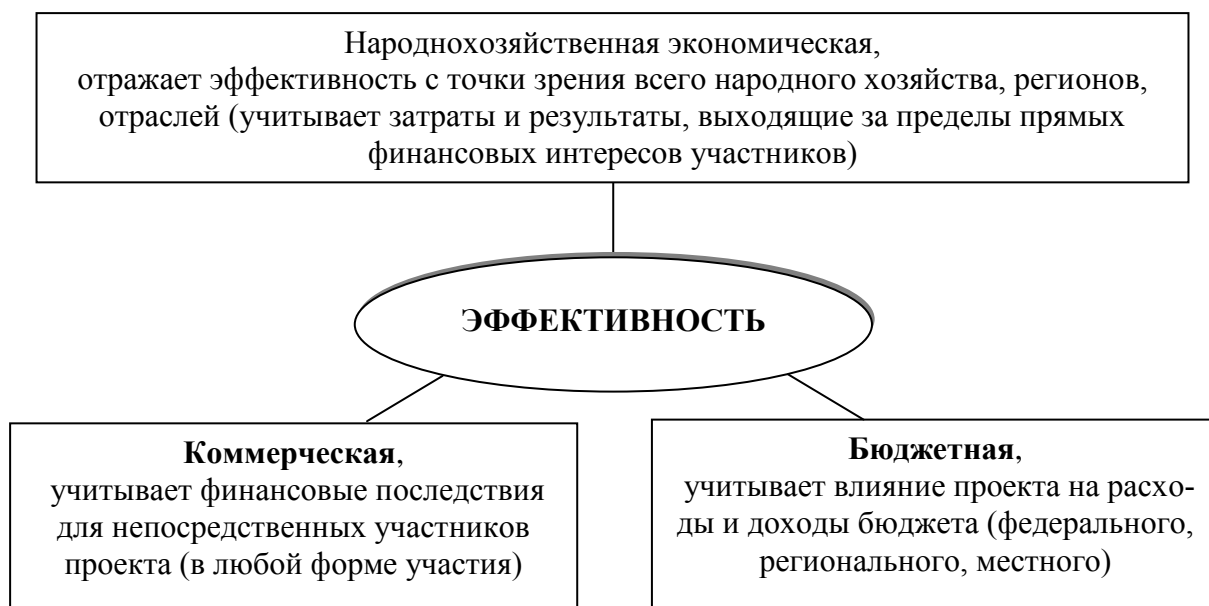 Народнохозяйственная экономическая,
отражает эффективность с точки зрения всего народного хозяйства, регионов,
отраслей (учитывает затраты и результаты, выходящие за пределы прямых
финансовых интересов участников)
ЭФФЕКТИВНОСТЬ
Коммерческая,
учитывает финансовые последствия
для непосредственных участников
проекта (в любой форме участия)
Бюджетная,
учитывает влияние проекта на расхо-
ды и доходы бюджета (федерального,
регионального, местного)